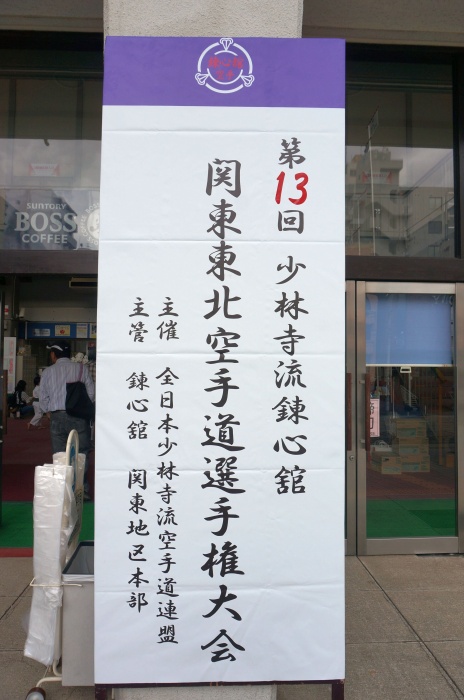 第13回 少林寺流錬心舘
関東東北空手道選手権大会
主催 全日本少林寺流空手道連盟
主管 錬心舘 関東地区本部
SUNTORY
BOSS
COFFEE